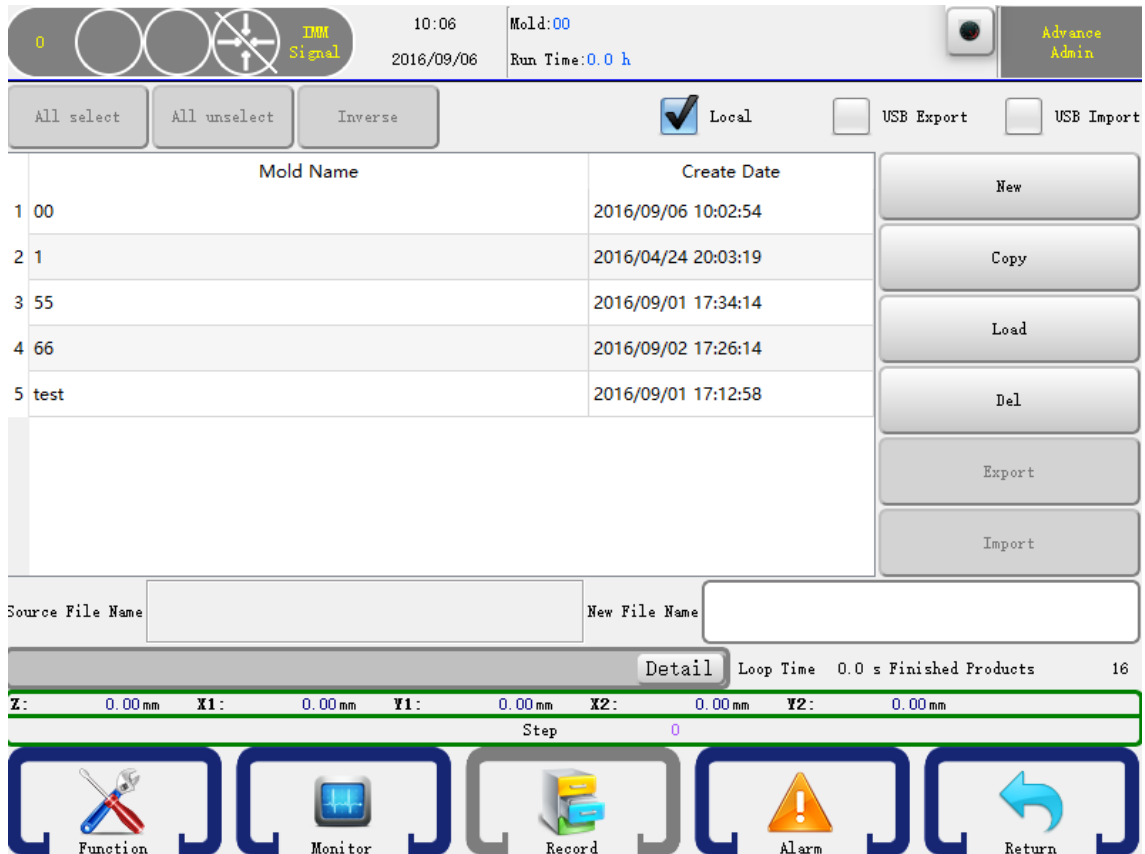 0 IMM Signal 10:06 2016/09/06 Mold:00 Run Time:0.0 h Advance Admin
All select All unselect Inverse Local USB Export USB Import
Mold Name Create Date
1 00 2016/09/06 10:02:54
2 1 2016/04/24 20:03:19
3 55 2016/09/01 17:34:14
4 66 2016/09/02 17:26:14
5 test 2016/09/01 17:12:58
New
Copy
Load
Del
Export
Import
Source File Name New File Name
Detail Loop Time 0.0 s Finished Products 16
Z: 0.00mm X1: 0.00mm Y1: 0.00mm X2: 0.00mm Y2: 0.00mm
Step 0
Function Monitor Record Alarm Return